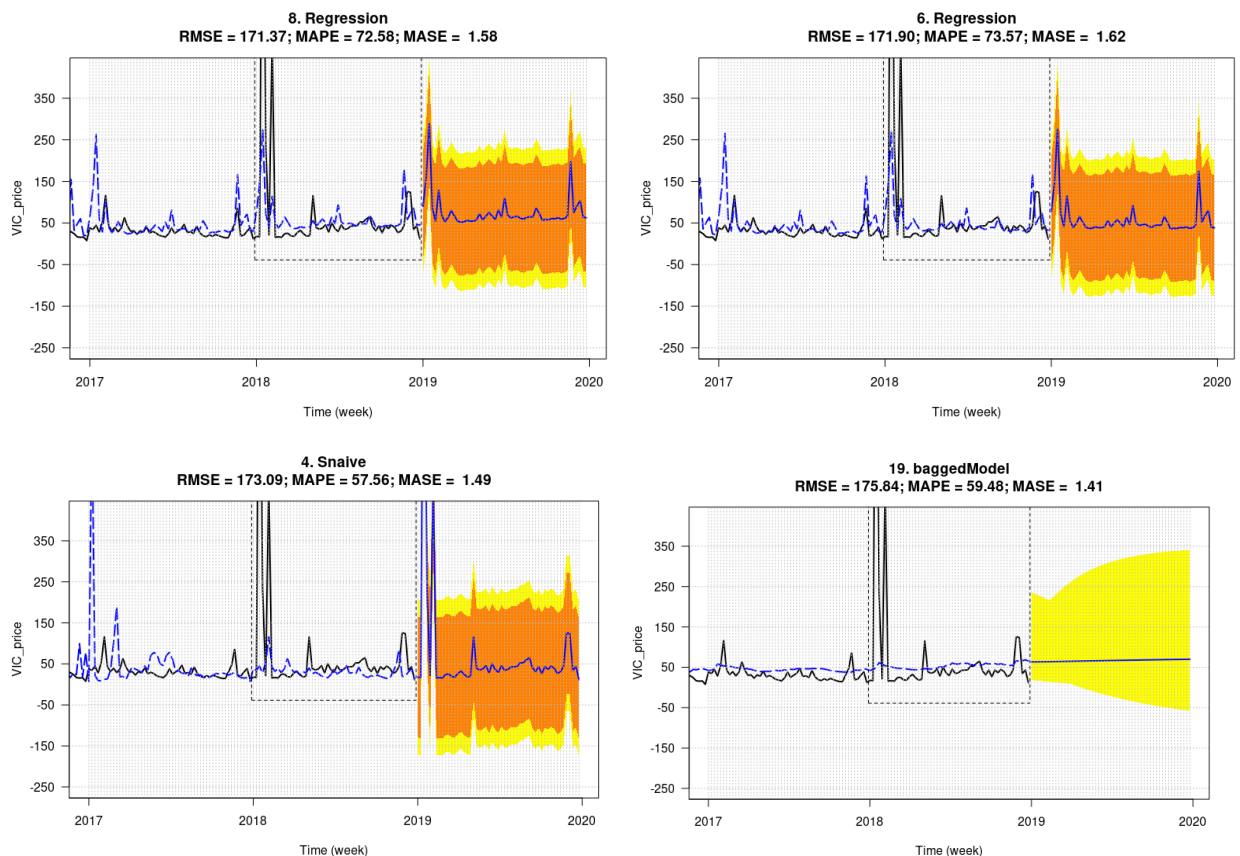 8. Regression
RMSE = 171.37; MAPE = 72.58; MASE = 1.58
VIC_price
350
250
150
50
-50
-150
-250
2017 2018 2019 2020
Time (week)
6. Regression
RMSE = 171.90; MAPE = 73.57; MASE = 1.62
VIC_price
350
250
150
50
-50
-150
-250
2017 2018 2019 2020
Time (week)
4. Snaive
RMSE = 173.09; MAPE = 57.56; MASE = 1.49
VIC_price
350
250
150
50
-50
-150
-250
2017 2018 2019 2020
Time (week)
19. baggedModel
RMSE = 175.84; MAPE = 59.48; MASE = 1.41
VIC_price
350
250
150
50
-50
-150
-250
2017 2018 2019 2020
Time (week)